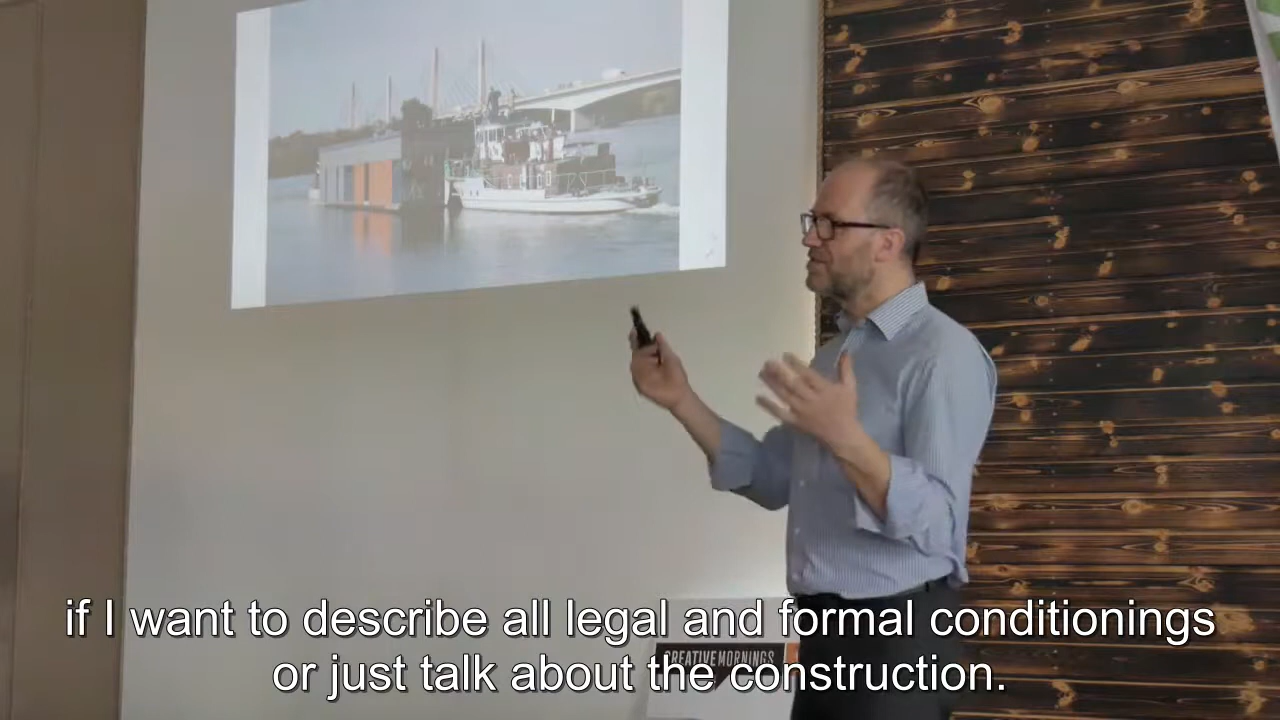 if I want to describe all legal and formal conditionings
or just talk about the construction.
CREATIVEMORNINGS